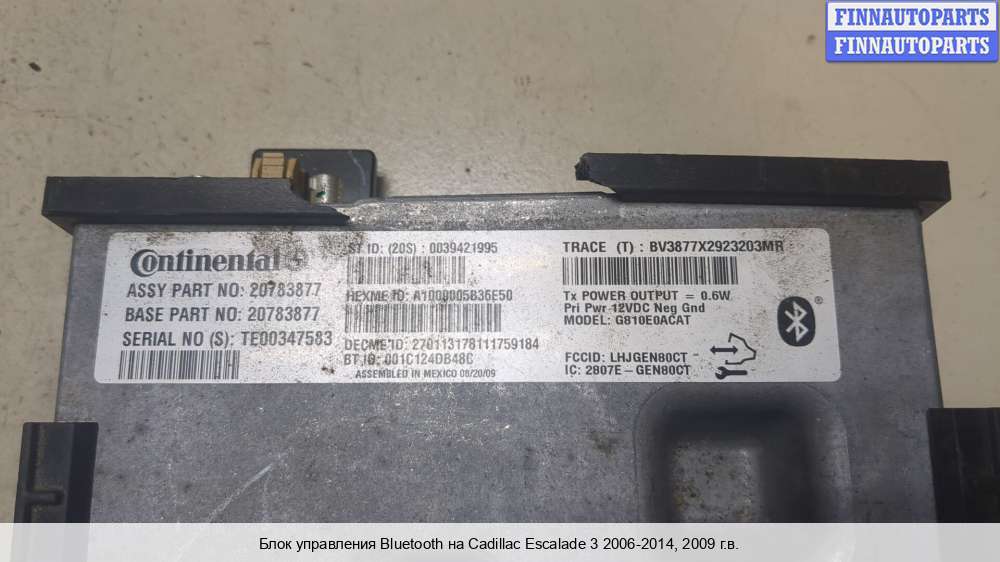 FINNAUTOPARTS
FINNAUTOPARTS
Continental
ASSY PART NO: 20783877
BASE PART NO: 20783877
SERIAL NO (S): TE00347583
ST ID: (20S) : 0039421995
HEXME ID: A1000005B36E50
DECME ID: 270113178111759184
BT ID: 001C124DB48C
ASSEMBLED IN MEXICO 08/20/09
TRACE (T) : BV3877X2923203MR
Tx POWER OUTPUT = 0.6W
Pri Pwr 12VDC Neg Gnd
MODEL: G810E0ACAT
FCCID: LHJGEN80CT
IC: 2807E-GEN80CT
®
Блок управления Bluetooth на Cadillac Escalade 3 2006-2014, 2009 г.в.